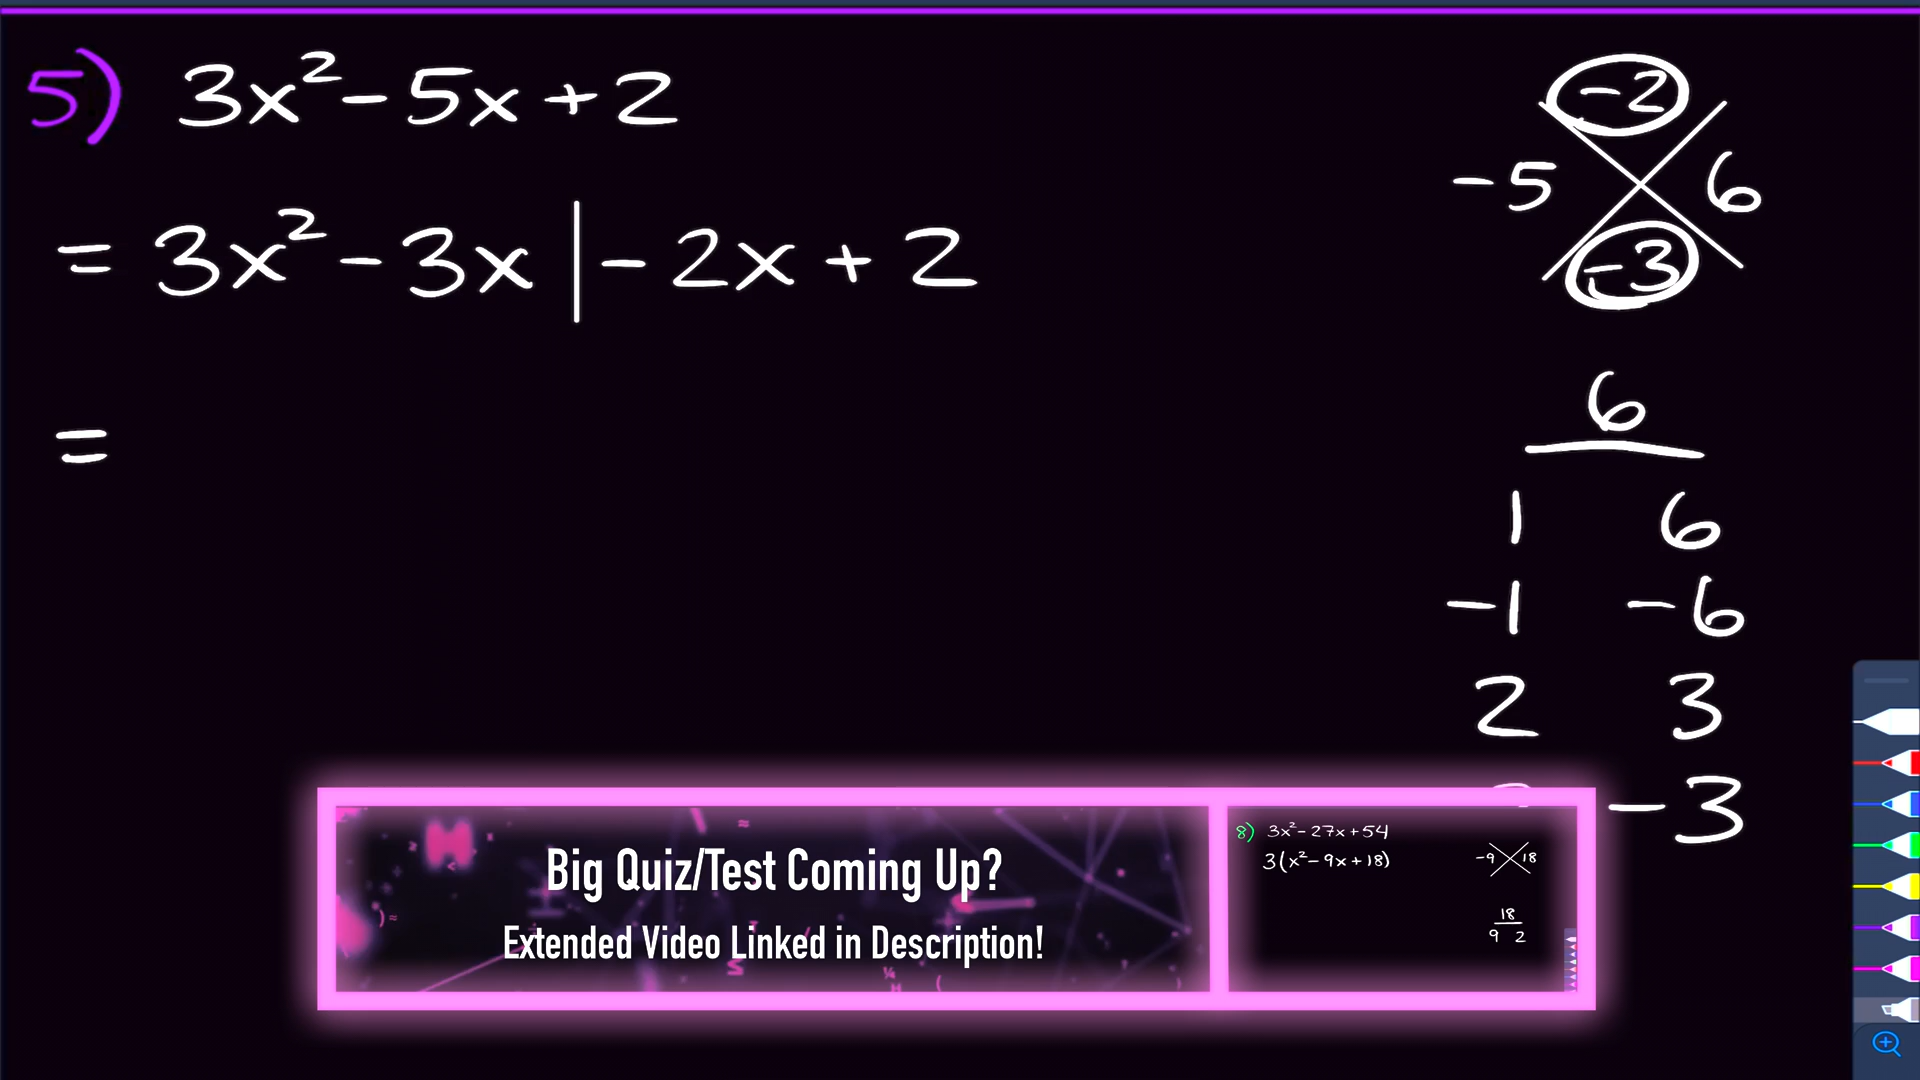 5) 3x² - 5x + 2
= 3x² - 3x | - 2x + 2
=
-2
-5 6
-3
6
1 6
-1 -6
2 3
-3
Big Quiz/Test Coming Up?
Extended Video Linked in Description!
8) 3x² - 27x + 54
3(x² - 9x + 18)
-9 18
18
9 2